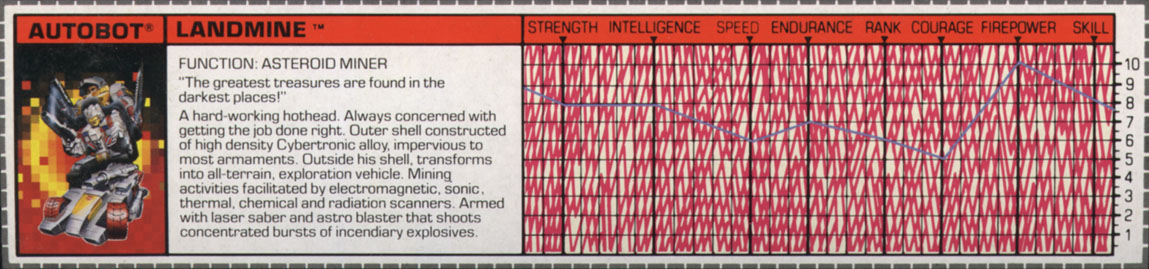 AUTOBOT®
LANDMINE ™
FUNCTION: ASTEROID MINER
"The greatest treasures are found in the
darkest places!"
A hard-working hothead. Always concerned with
getting the job done right. Outer shell constructed
of high density Cybertronic alloy, impervious to
most armaments. Outside his shell, transforms
into all-terrain, exploration vehicle. Mining
activities facilitated by electromagnetic, sonic,
thermal, chemical and radiation scanners. Armed
with laser saber and astro blaster that shoots
concentrated bursts of incendiary explosives.
STRENGTH INTELLIGENCE SPEED ENDURANCE RANK COURAGE FIREPOWER SKILL
10
9
8
7
6
5
4
3
2
1